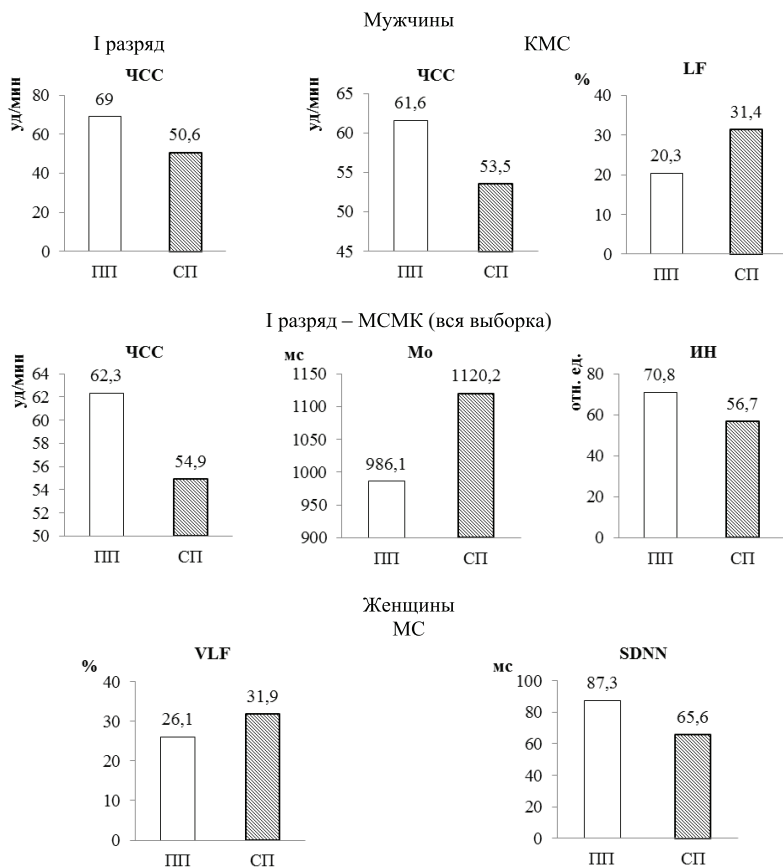 Мужчины
I разряд
КМС
ЧСС
уд/мин
80
60
40
20
0
69
50,6
ПП СП
ЧСС
уд/мин
65
60
55
50
45
61,6
53,5
ПП СП
LF
%
40
30
20
10
0
20,3
31,4
ПП СП
I разряд – МСМК (вся выборка)
ЧСС
уд/мин
64
62
60
58
56
54
52
50
62,3
54,9
ПП СП
Мо
мс
1150
1100
1050
1000
950
900
986,1
1120,2
ПП СП
ИН
отн. ед.
80
60
40
20
0
70,8
56,7
ПП СП
Женщины
МС
VLF
%
40
30
20
10
0
26,1
31,9
ПП СП
SDNN
мс
100
80
60
40
20
0
87,3
65,6
ПП СП